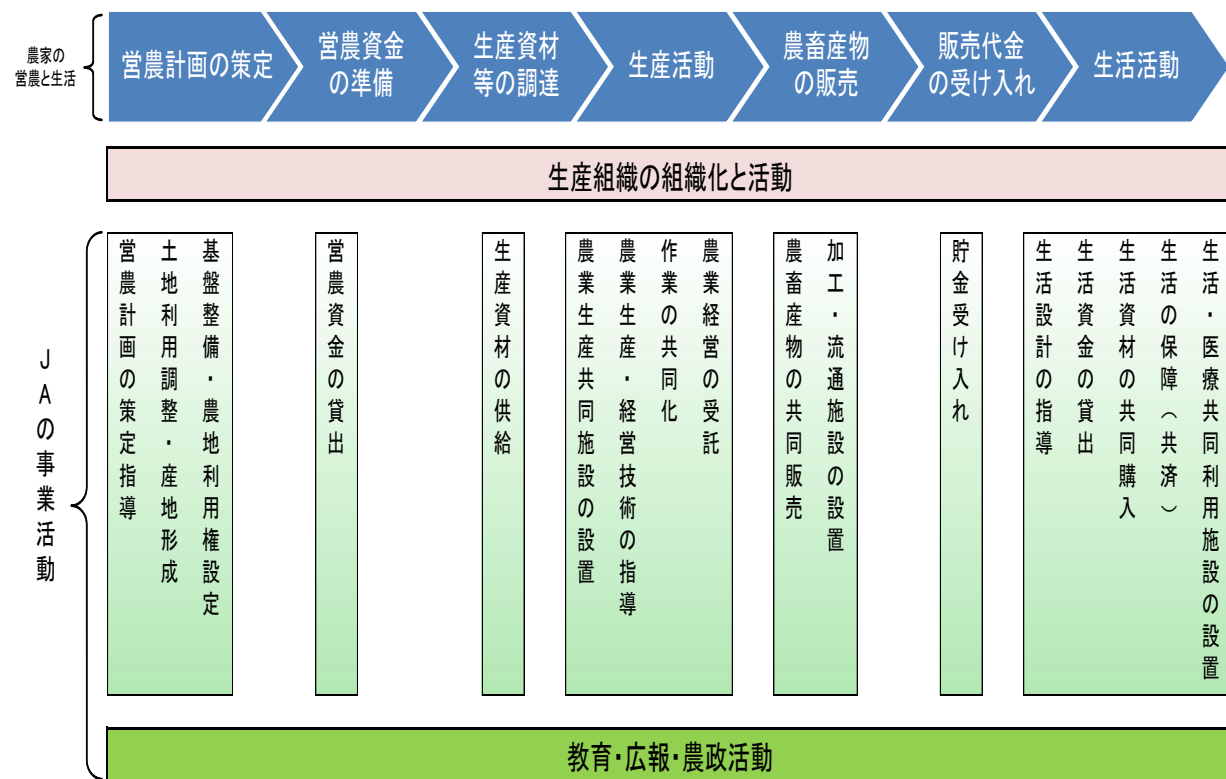 農家の
営農と生活
営農計画の策定
営農資金
の準備
生産資材
等の調達
生産活動
農畜産物
の販売
販売代金
の受け入れ
生活活動
生産組織の組織化と活動
JAの事業活動
営農計画の策定指導
土地利用調整・産地形成
基盤整備・農地利用権設定
営農資金の貸出
生産資材の供給
農業生産共同施設の設置
農業生産・経営技術の指導
作業の共同化
農業経営の受託
農畜産物の共同販売
加工・流通施設の設置
貯金受け入れ
生活設計の指導
生活資金の貸出
生活資材の共同購入
生活の保障（共済）
生活・医療共同利用施設の設置
教育・広報・農政活動